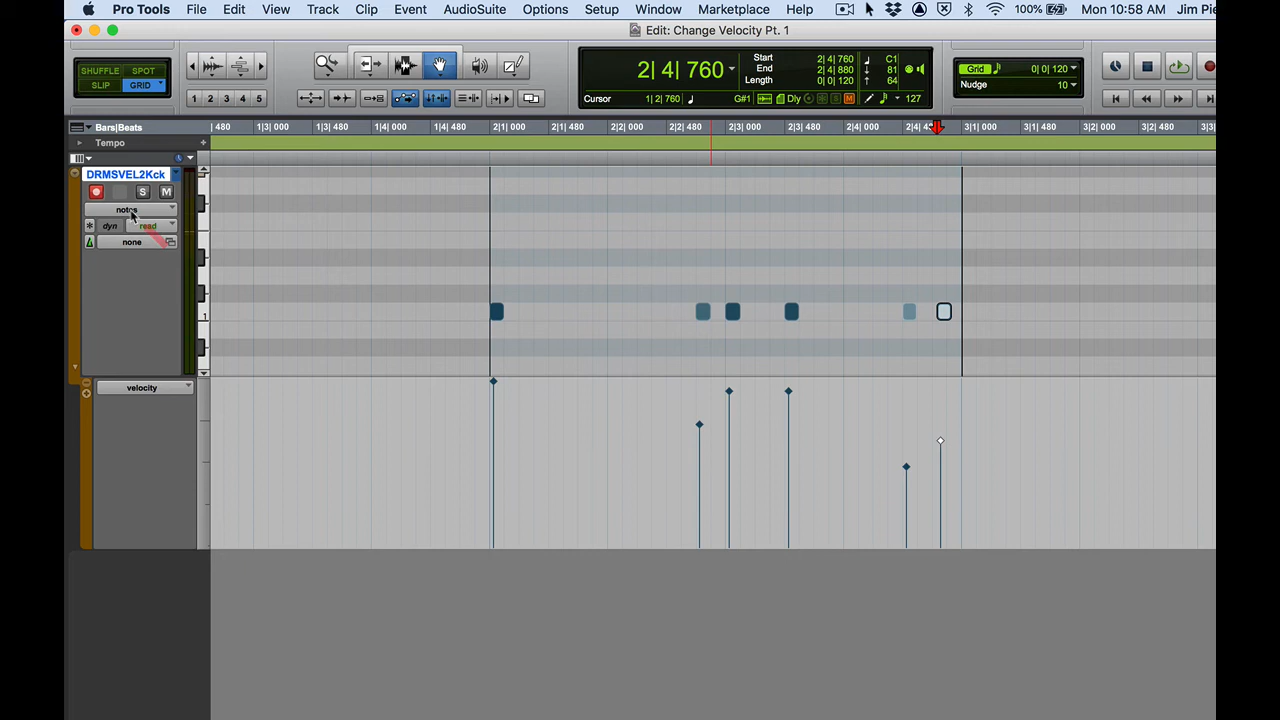 Pro Tools File Edit View Track Clip Event AudioSuite Options Setup Window Marketplace Help 100% Mon 10:58 AM Jim Pie
Edit: Change Velocity Pt. 1
SHUFFLE SPOT
SLIP GRID
1 2 3 4 5
2| 4| 760
Start 2| 4| 760
End 2| 4| 880
Length 0| 0| 120
C1
81
64
Cursor 1| 2| 760 G#1 Dly 127
Grid 0| 0| 120
Nudge 10
Bars|Beats
480 1|3| 000 1|3| 480 1|4| 000 1|4| 480 2|1| 000 2|1| 480 2|2| 000 2|2| 480 2|3| 000 2|3| 480 2|4| 000 2|4| 3|1| 000 3|1| 480 3|2| 000 3|2| 480 3|3
Tempo
DRMSVEL2Kck
S M
notes
dyn read
none
1
velocity